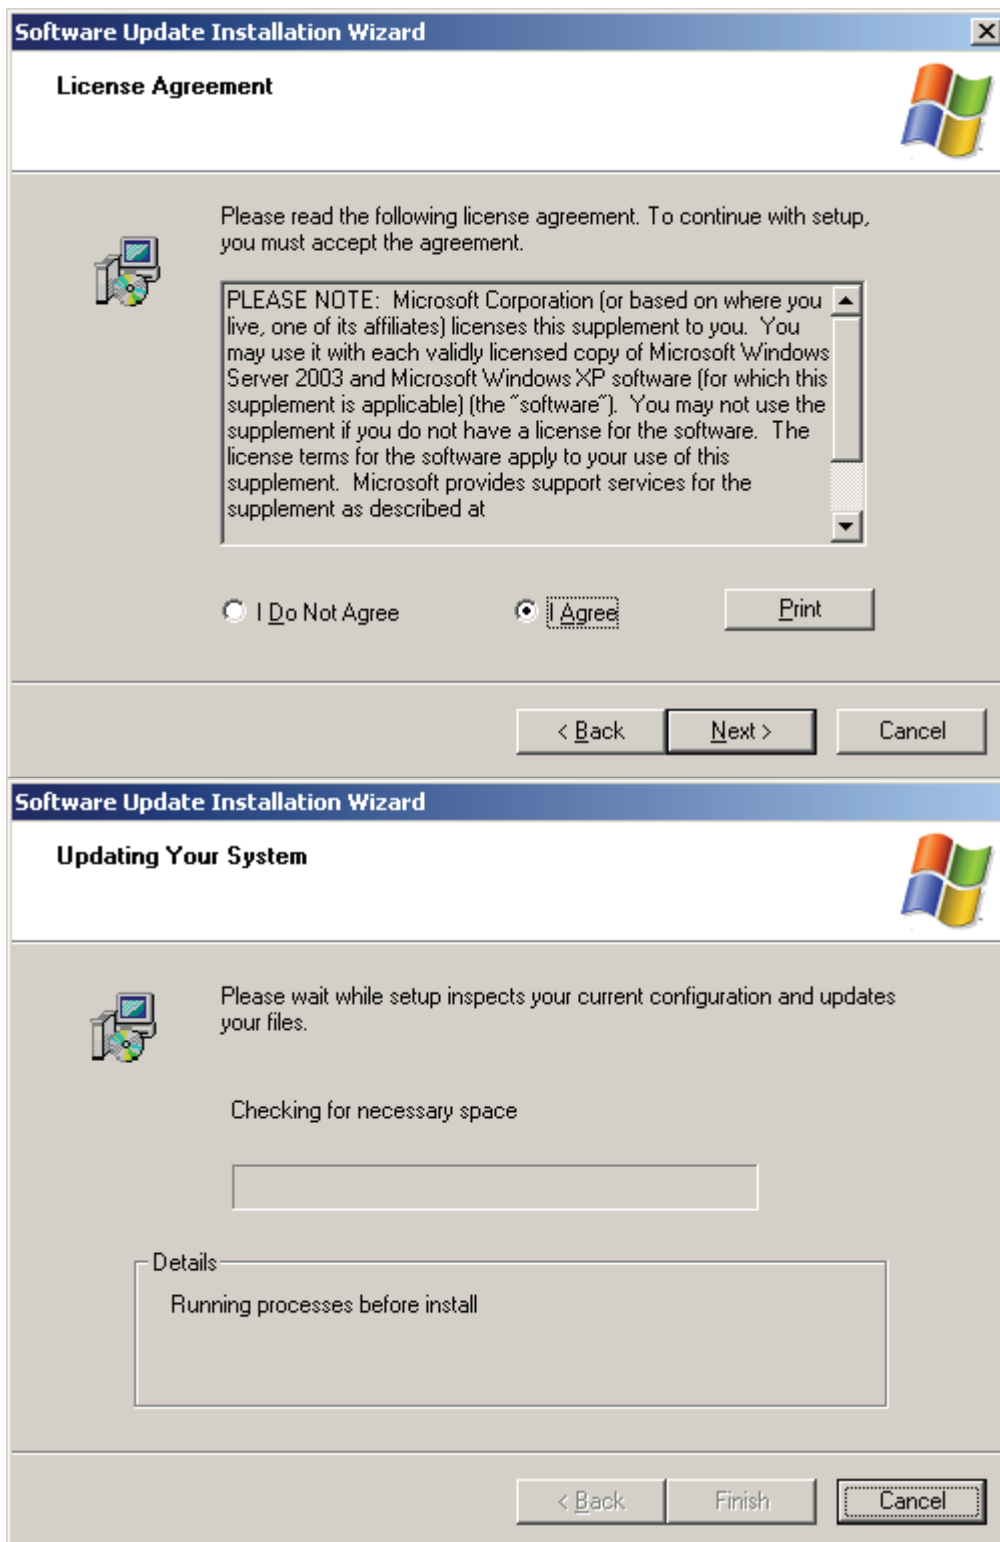 Software Update Installation Wizard
License Agreement
Please read the following license agreement. To continue with setup,
you must accept the agreement.
PLEASE NOTE: Microsoft Corporation (or based on where you
live, one of its affiliates) licenses this supplement to you. You
may use it with each validly licensed copy of Microsoft Windows
Server 2003 and Microsoft Windows XP software (for which this
supplement is applicable) (the "software"). You may not use the
supplement if you do not have a license for the software. The
license terms for the software apply to your use of this
supplement. Microsoft provides support services for the
supplement as described at
I Do Not Agree
I Agree
Print
< Back
Next >
Cancel
Software Update Installation Wizard
Updating Your System
Please wait while setup inspects your current configuration and updates
your files.
Checking for necessary space
Details
Running processes before install
< Back
Finish
Cancel